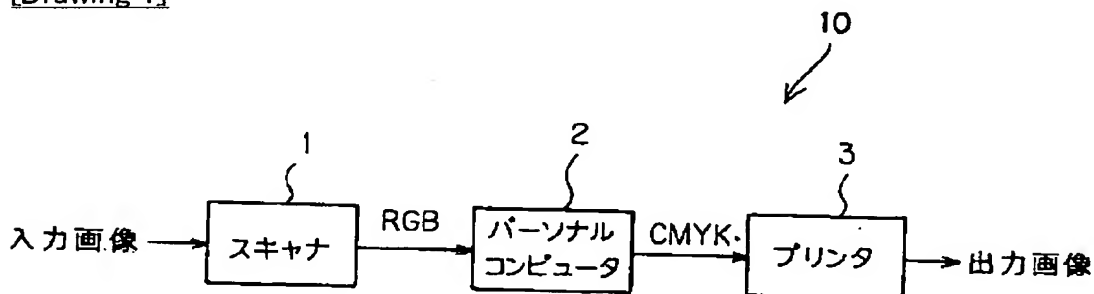 [Drawing 1]
10
1
2
3
入力画像
スキャナ
RGB
パーソナル
コンピュータ
CMYK
プリンタ
出力画像